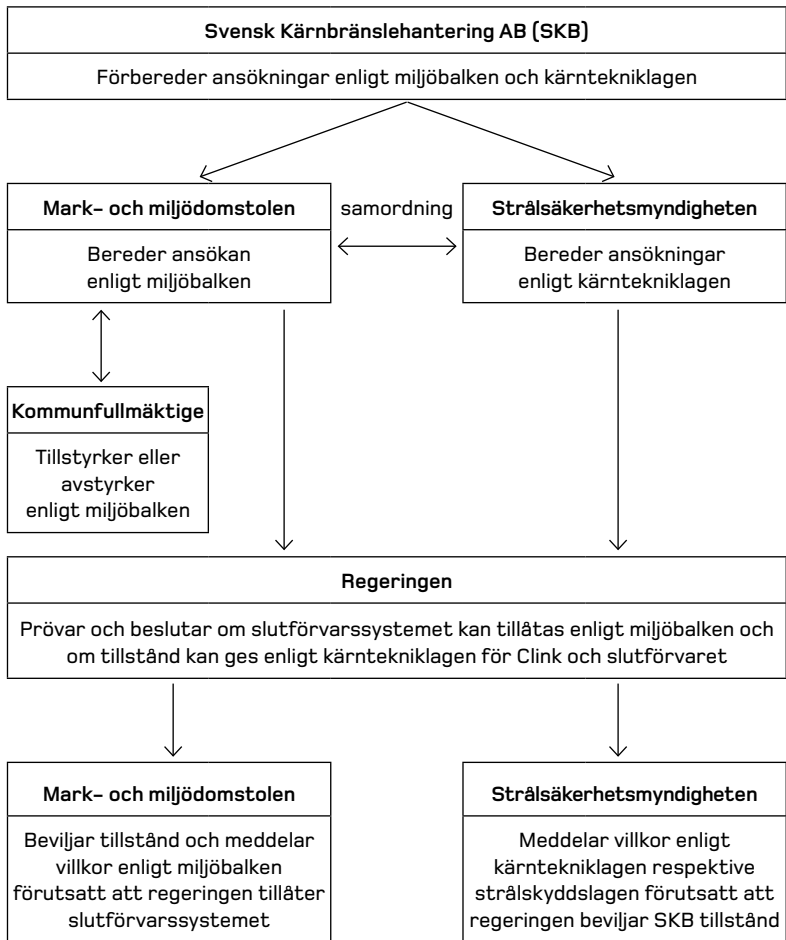 Svensk Kärnbränslehantering AB (SKB)
Förbereder ansökningar enligt miljöbalken och kärntekniklagen
Mark– och miljödomstolen
Bereder ansökan
enligt miljöbalken
samordning
Strålsäkerhetsmyndigheten
Bereder ansökningar
enligt kärntekniklagen
Kommunfullmäktige
Tillstyrker eller
avstyrker
enligt miljöbalken
Regeringen
Prövar och beslutar om slutförvarssystemet kan tillåtas enligt miljöbalken och
om tillstånd kan ges enligt kärntekniklagen för Clink och slutförvaret
Mark– och miljödomstolen
Beviljar tillstånd och meddelar
villkor enligt miljöbalken
förutsatt att regeringen tillåter
slutförvarssystemet
Strålsäkerhetsmyndigheten
Meddelar villkor enligt
kärntekniklagen respektive
strålskyddslagen förutsatt att
regeringen beviljar SKB tillstånd